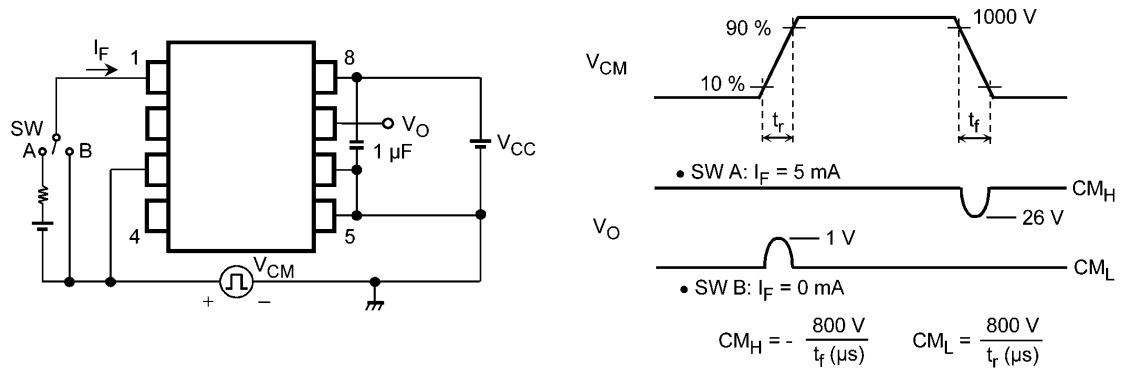 I_F
1
8
SW
A
B
V_O
1 μF
V_CC
4
5
V_CM
+
−
V_CM
90 %
10 %
1000 V
t_r
t_f
• SW A: I_F = 5 mA
CM_H
V_O
26 V
1 V
CM_L
• SW B: I_F = 0 mA
CM_H = - 800 V / t_f (μs)
CM_L = 800 V / t_r (μs)